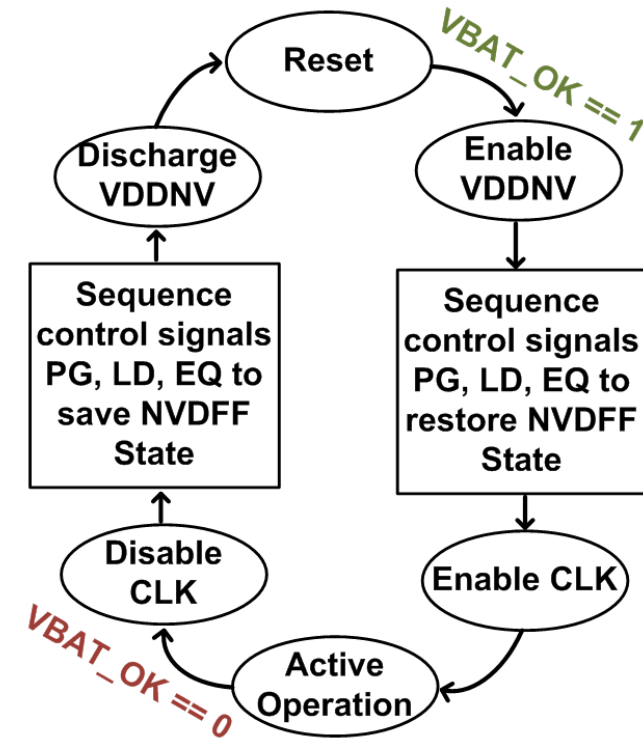 Reset
VBAT_OK == 1
Enable
VDDNV
Sequence
control signals
PG, LD, EQ to
restore NVDFF
State
Enable CLK
Active
Operation
VBAT_OK == 0
Disable
CLK
Sequence
control signals
PG, LD, EQ to
save NVDFF
State
Discharge
VDDNV